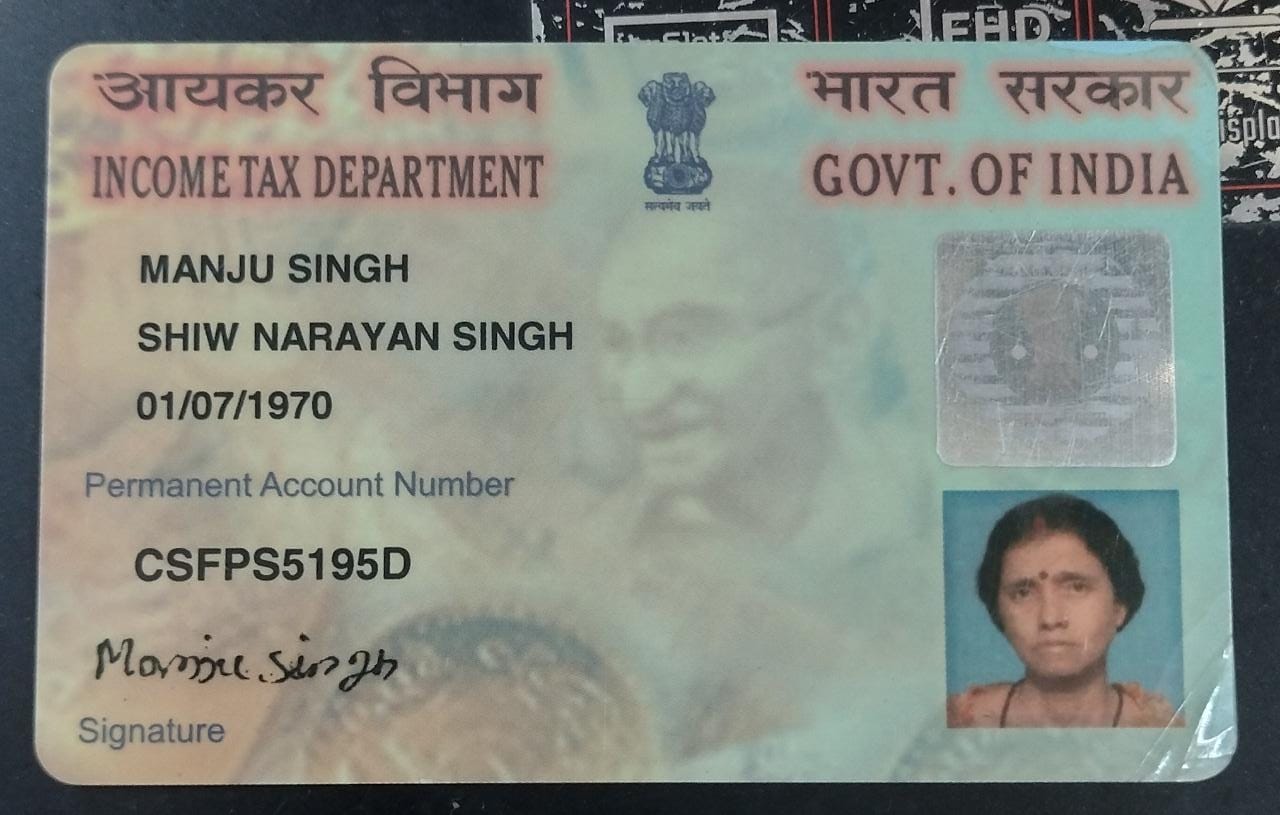 आयकर विभाग
INCOME TAX DEPARTMENT
सत्यमेव जयते
भारत सरकार
GOVT. OF INDIA
MANJU SINGH
SHIW NARAYAN SINGH
01/07/1970
Permanent Account Number
CSFPS5195D
Manju Singh
Signature
FHD